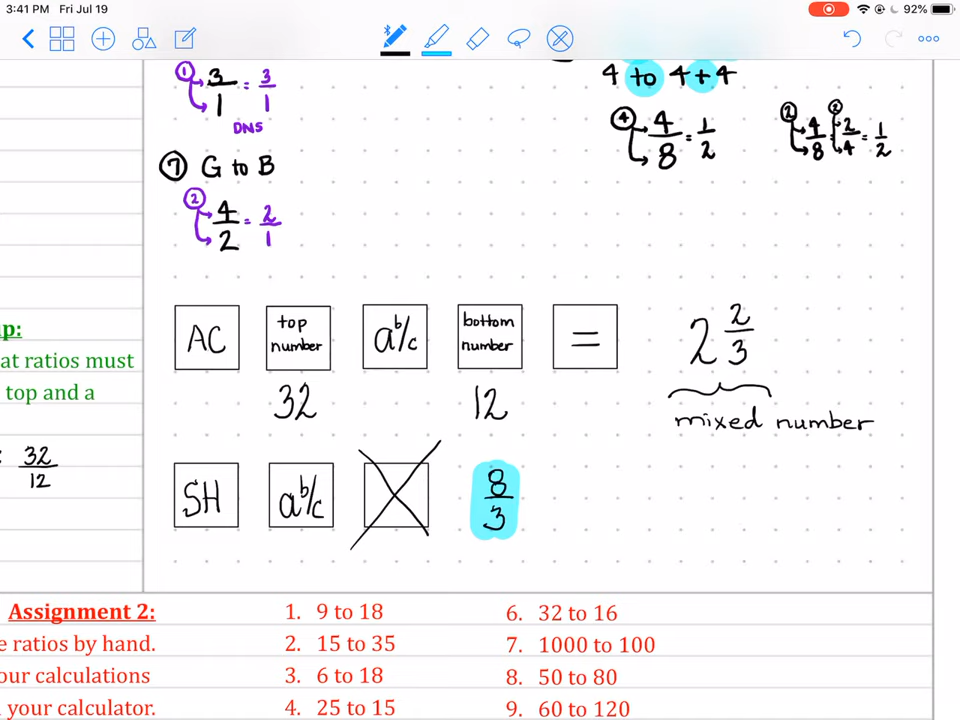 3:41 PM Fri Jul 19
92%
① 3/1 = 3/1
DNS
4 to 4 + 4
④ 4/8 = 1/2
② 4/8 = ② 2/4 = 1/2
⑦ G to B
② 4/2 = 2/1
AC
top number
a b/c
bottom number
=
2 2/3
32
12
mixed number
p:
at ratios must
top and a
: 32/12
SH
a b/c
8/3
Assignment 2:
e ratios by hand.
our calculations
your calculator.
1. 9 to 18
2. 15 to 35
3. 6 to 18
4. 25 to 15
6. 32 to 16
7. 1000 to 100
8. 50 to 80
9. 60 to 120